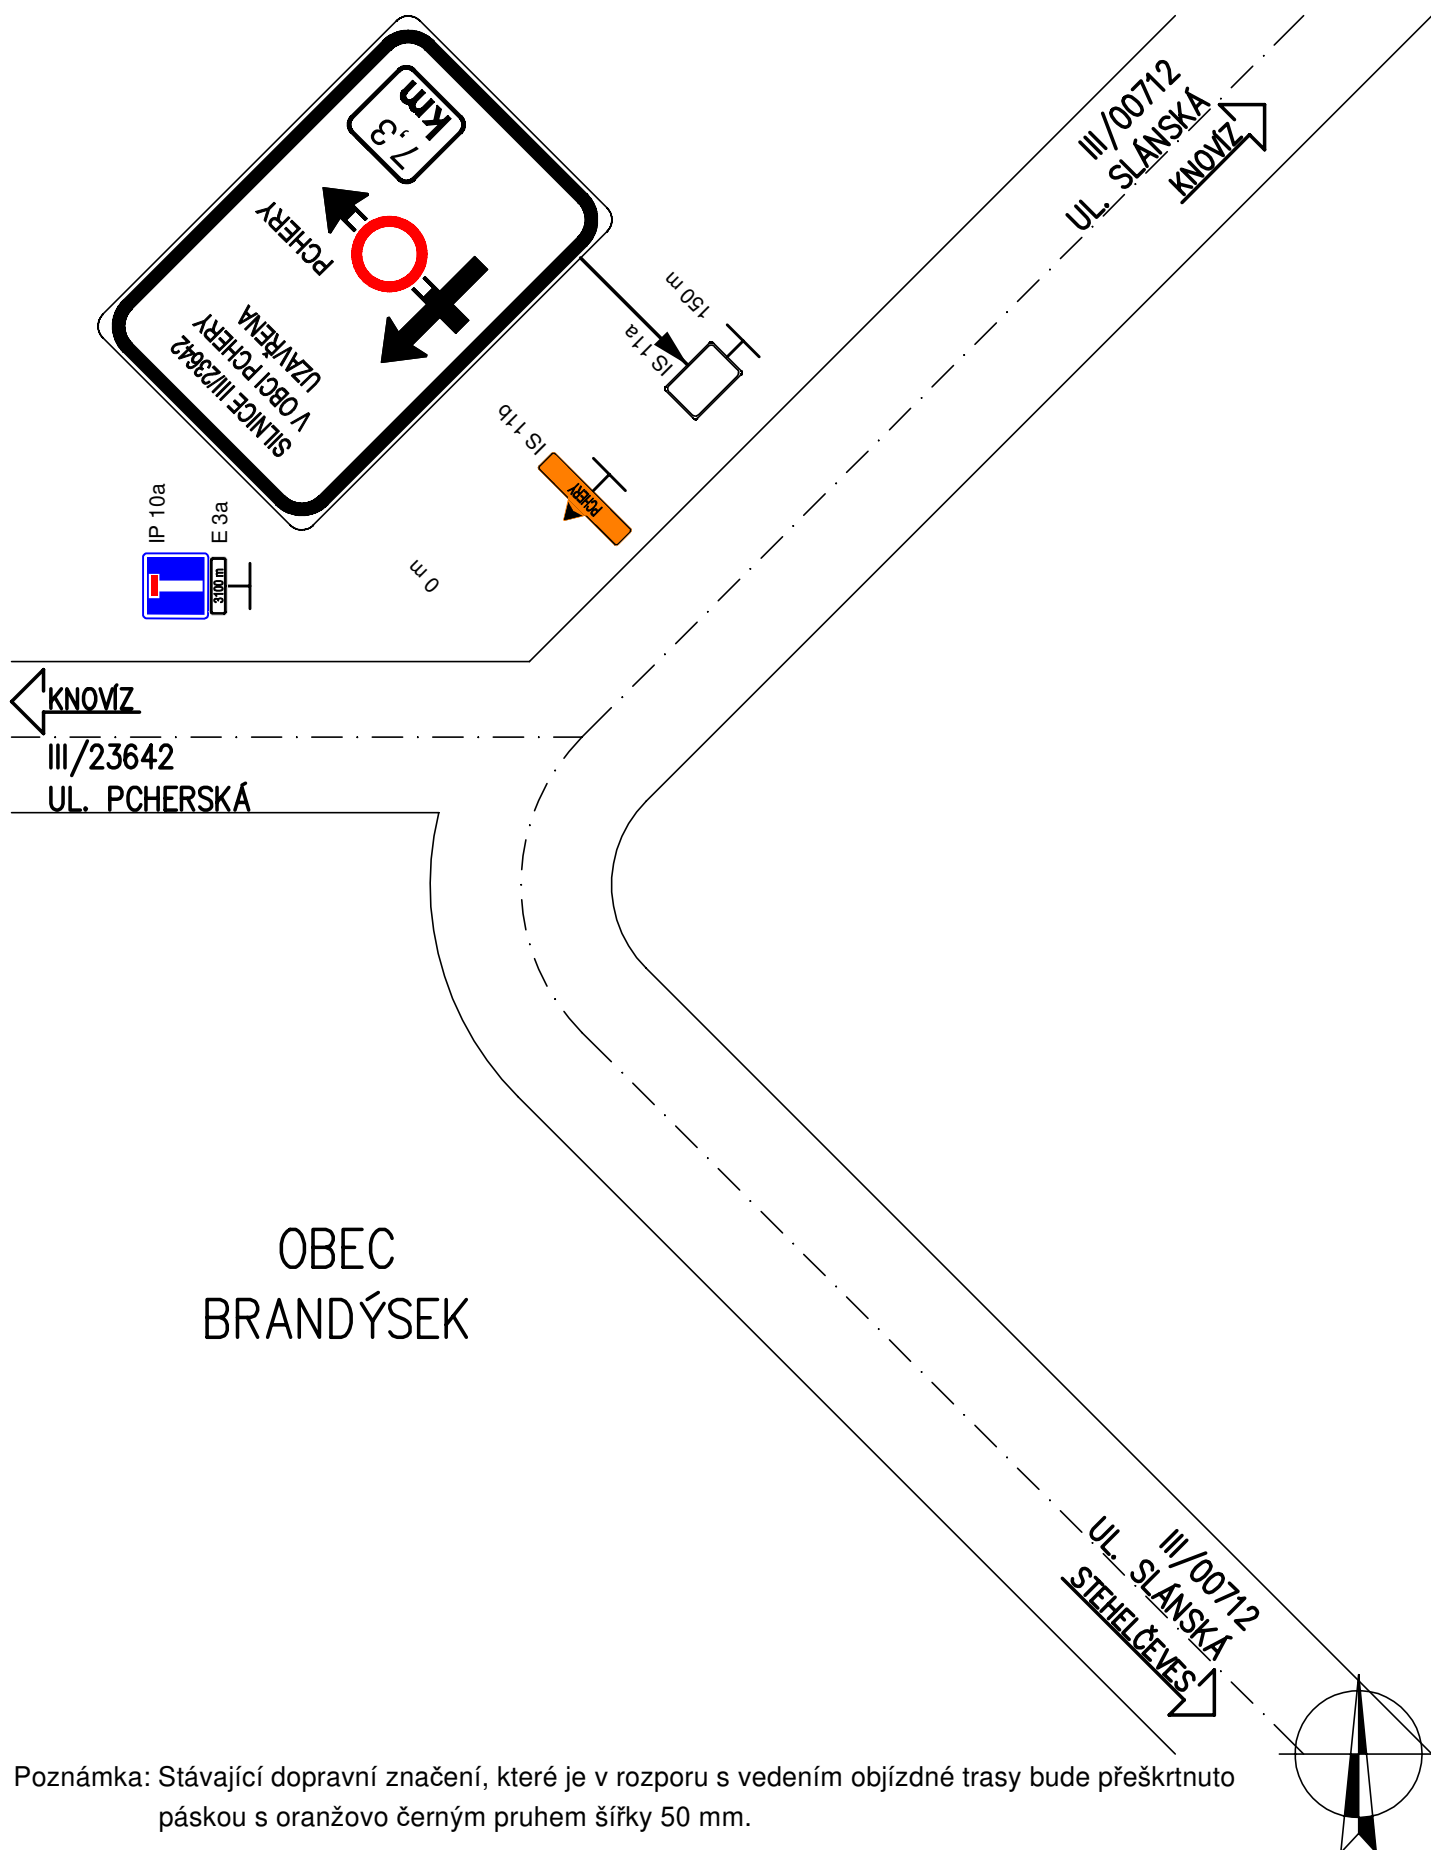 7,3
km
PCHERY
SILNICE III/23642
V OBCI PCHERY
UZAVŘENA
150 m
IS 11a
IS 11b
PCHERY
0 m
IP 10a
E 3a
3100 m
III/00712
UL. SLÁNSKÁ
KNOVÍZ
KNOVÍZ
III/23642
UL. PCHERSKÁ
OBEC
BRANDÝSEK
III/00712
UL. SLÁNSKÁ
STEHELČEVES
Poznámka: Stávající dopravní značení, které je v rozporu s vedením objízdné trasy bude přeškrtnuto
páskou s oranžovo černým pruhem šířky 50 mm.